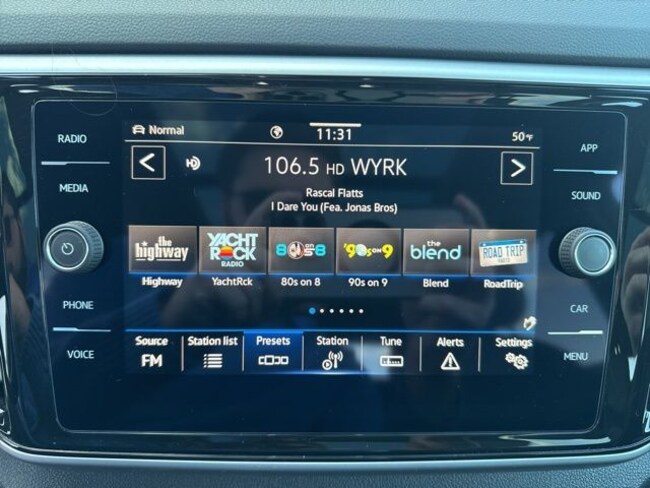 RADIO
MEDIA
PHONE
VOICE
Normal
11:31
50°F
HD
106.5 HD WYRK
Rascal Flatts
I Dare You (Fea. Jonas Bros)
the highway
YACHT ROCK RADIO
80s on 8
'90s on 9
the blend
ROAD TRIP RADIO
Highway
YachtRck
80s on 8
90s on 9
Blend
RoadTrip
Source
Station list
Presets
Station
Tune
Alerts
Settings
FM
APP
SOUND
CAR
MENU